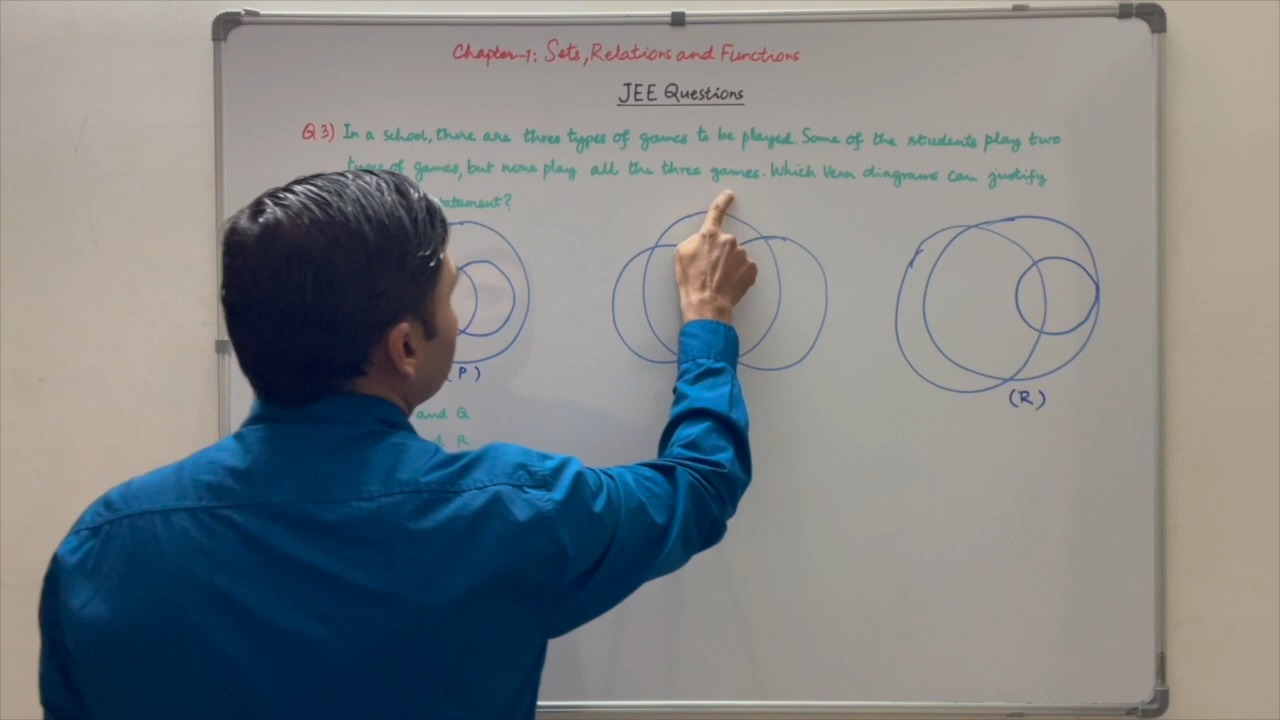 Chapter-1: Sets, Relations and Functions
JEE Questions
Q3) In a school, there are three types of games to be played. Some of the students play two
types of games, but none play all the three games. Which Venn diagrams can justify
statement?
(P)
(R)
and Q
R